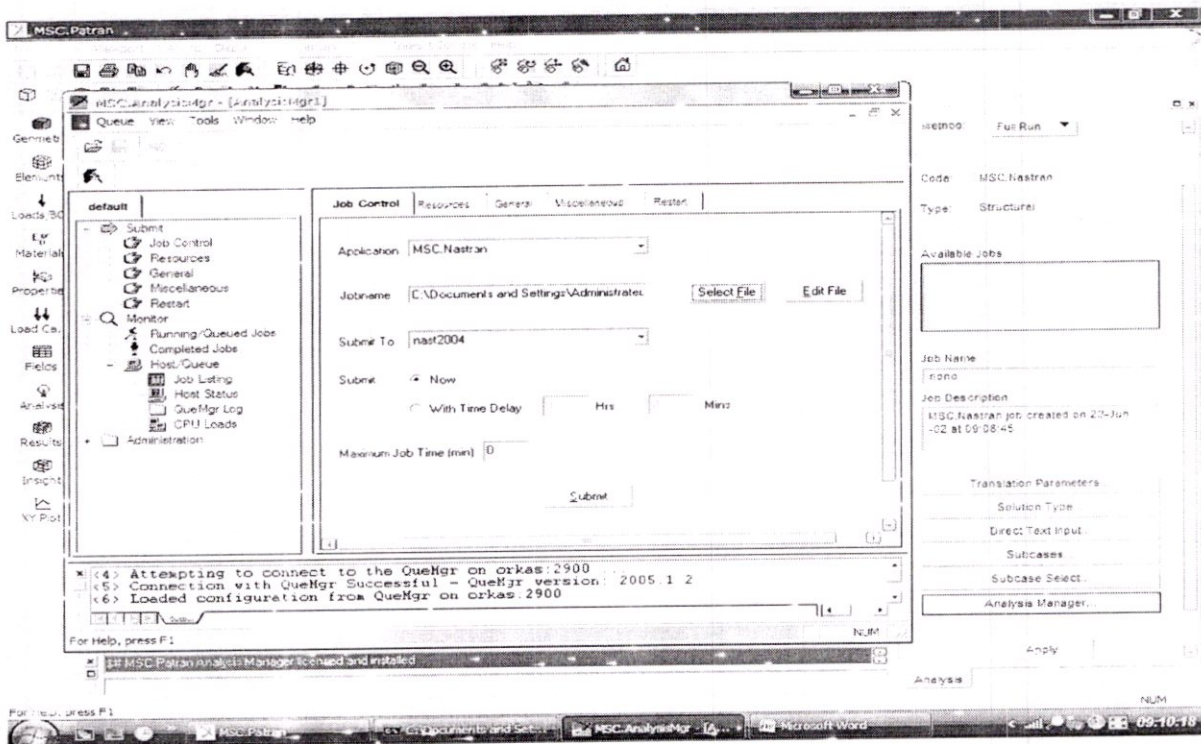 MSC.Patran
MSC.AnalysisMgr - [AnalysisMgr1]
Queue View Tools Window Help
default
Submit
Job Control
Resources
General
Miscellaneous
Restart
Monitor
Running/Queued Jobs
Completed Jobs
Host/Queue
Job Listing
Host Status
QueMgr Log
CPU Loads
Administration
Job Control Resources General Miscellaneous Restart
Application MSC.Nastran
Jobname C:\Documents and Settings\Administrator Select File Edit File
Submit To nast2004
Submit Now
With Time Delay Hrs Mins
Maximum Job Time (min) 0
Submit
<4> Attempting to connect to the QueMgr on orkas:2900 ...
<5> Connection with QueMgr Successful - QueMgr version: 2005.1.2
<6> Loaded configuration from QueMgr on orkas:2900
For Help, press F1
NUM
Geometr
Elements
Loads/BC
Materials
Propertie
Load Ca.
Fields
Analysis
Results
Insight
XY Plot
Method: Full Run
Code: MSC.Nastran
Type: Structural
Available Jobs
Job Name
Job Description
MSC.Nastran job created on 23-Jun
-02 at 09:08:45
Translation Parameters...
Solution Type
Direct Text Input...
Subcases...
Subcase Select...
Analysis Manager...
Apply
Analysis
$# MSC.Patran Analysis Manager licensed and installed
For Help, press F1
NUM
MSC.Patran
C:\Documents and Set...
MSC.AnalysisMgr - [A...
Microsoft Word
09:10:18